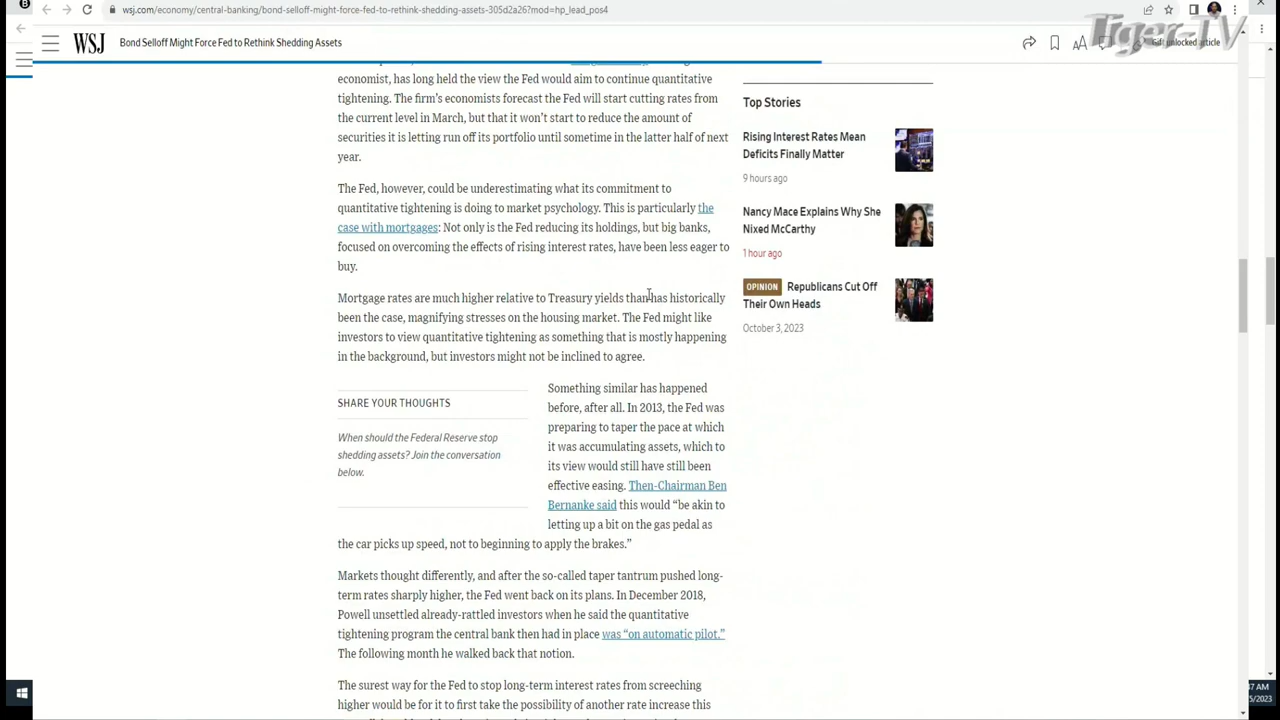 wsj.com/economy/central-banking/bond-selloff-might-force-fed-to-rethink-shedding-assets-305d2a26?mod=hp_lead_pos4
Tiger-TV
WSJ
Bond Selloff Might Force Fed to Rethink Shedding Assets
AA
Gift unlocked article
economist, has long held the view the Fed would aim to continue quantitative
tightening. The firm's economists forecast the Fed will start cutting rates from
the current level in March, but that it won't start to reduce the amount of
securities it is letting run off its portfolio until sometime in the latter half of next
year.
The Fed, however, could be underestimating what its commitment to
quantitative tightening is doing to market psychology. This is particularly the
case with mortgages: Not only is the Fed reducing its holdings, but big banks,
focused on overcoming the effects of rising interest rates, have been less eager to
buy.
Mortgage rates are much higher relative to Treasury yields than has historically
been the case, magnifying stresses on the housing market. The Fed might like
investors to view quantitative tightening as something that is mostly happening
in the background, but investors might not be inclined to agree.
SHARE YOUR THOUGHTS
When should the Federal Reserve stop
shedding assets? Join the conversation
below.
Something similar has happened
before, after all. In 2013, the Fed was
preparing to taper the pace at which
it was accumulating assets, which to
its view would still have still been
effective easing. Then-Chairman Ben
Bernanke said this would “be akin to
letting up a bit on the gas pedal as
the car picks up speed, not to beginning to apply the brakes.”
Markets thought differently, and after the so-called taper tantrum pushed long-
term rates sharply higher, the Fed went back on its plans. In December 2018,
Powell unsettled already-rattled investors when he said the quantitative
tightening program the central bank then had in place was “on automatic pilot.”
The following month he walked back that notion.
The surest way for the Fed to stop long-term interest rates from screeching
higher would be for it to first take the possibility of another rate increase this
Top Stories
Rising Interest Rates Mean
Deficits Finally Matter
9 hours ago
Nancy Mace Explains Why She
Nixed McCarthy
1 hour ago
OPINION Republicans Cut Off
Their Own Heads
October 3, 2023
47 AM
5/2023